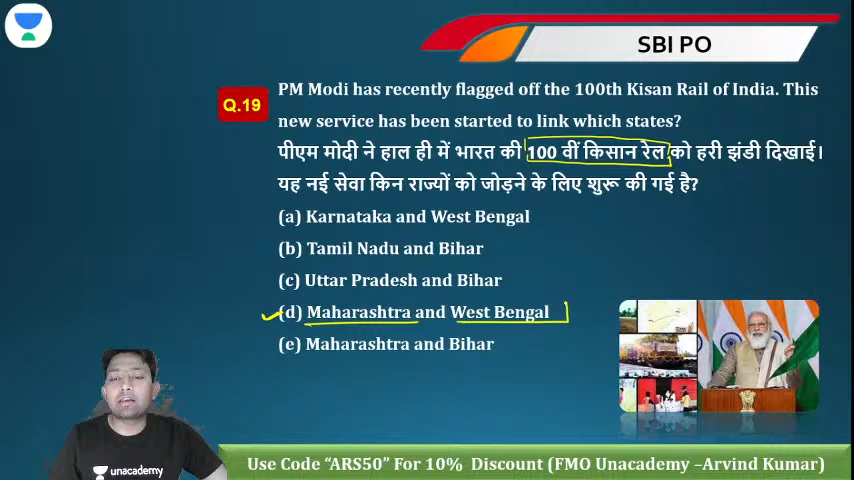 SBI PO
Q.19
PM Modi has recently flagged off the 100th Kisan Rail of India. This
new service has been started to link which states?
पीएम मोदी ने हाल ही में भारत की 100 वीं किसान रेल को हरी झंडी दिखाई।
यह नई सेवा किन राज्यों को जोड़ने के लिए शुरू की गई है?
(a) Karnataka and West Bengal
(b) Tamil Nadu and Bihar
(c) Uttar Pradesh and Bihar
(d) Maharashtra and West Bengal
(e) Maharashtra and Bihar
unacademy
Use Code “ARS50” For 10% Discount (FMO Unacademy –Arvind Kumar)